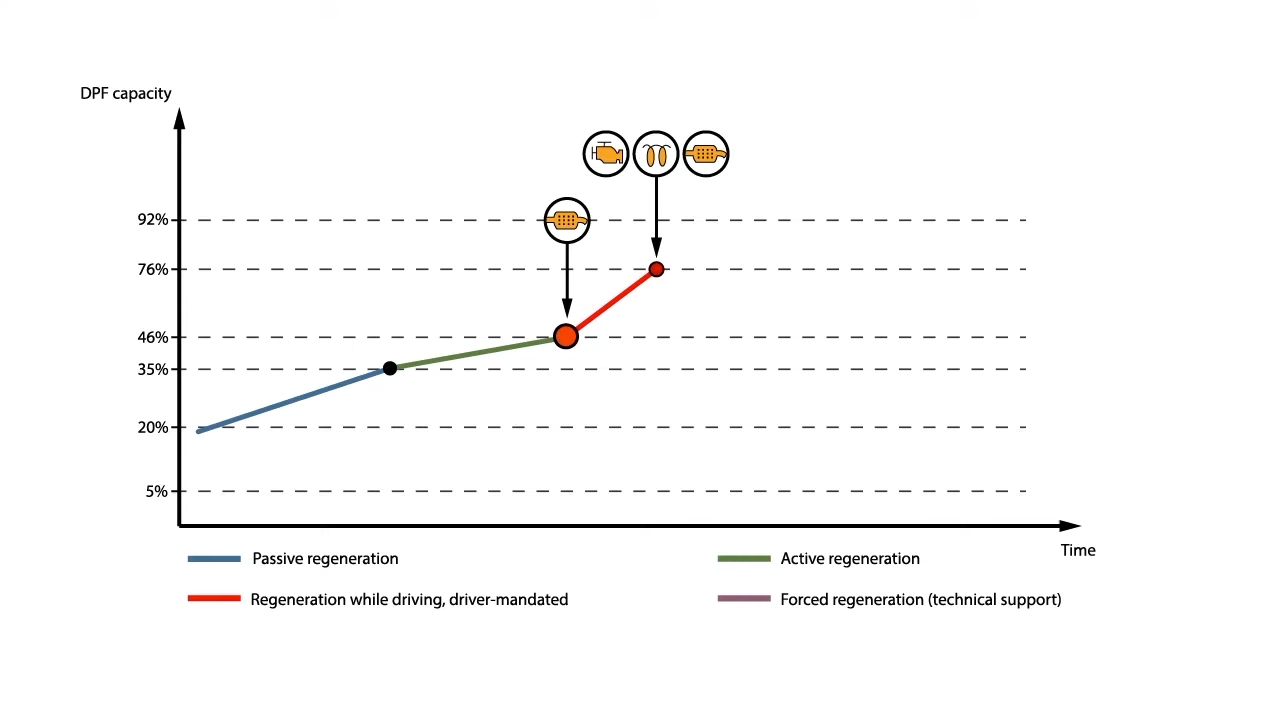 DPF capacity
92%
76%
46%
35%
20%
5%
Time
Passive regeneration
Active regeneration
Regeneration while driving, driver-mandated
Forced regeneration (technical support)